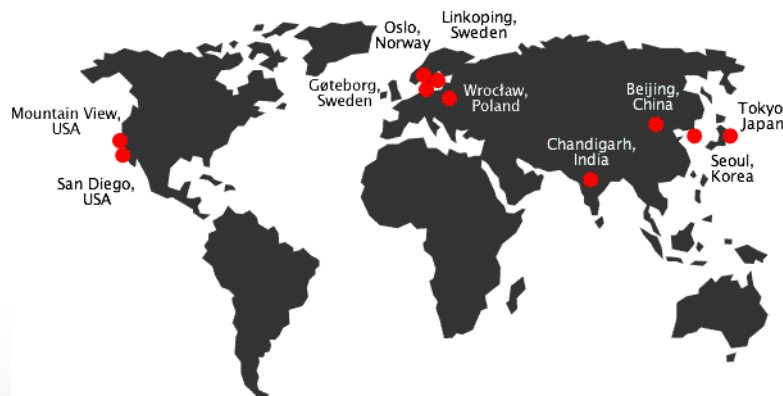 Oslo,
Norway
Linkoping,
Sweden
Gøteborg,
Sweden
Wrocław,
Poland
Mountain View,
USA
San Diego,
USA
Beijing,
China
Tokyo
Japan
Chandigarh,
India
Seoul,
Korea